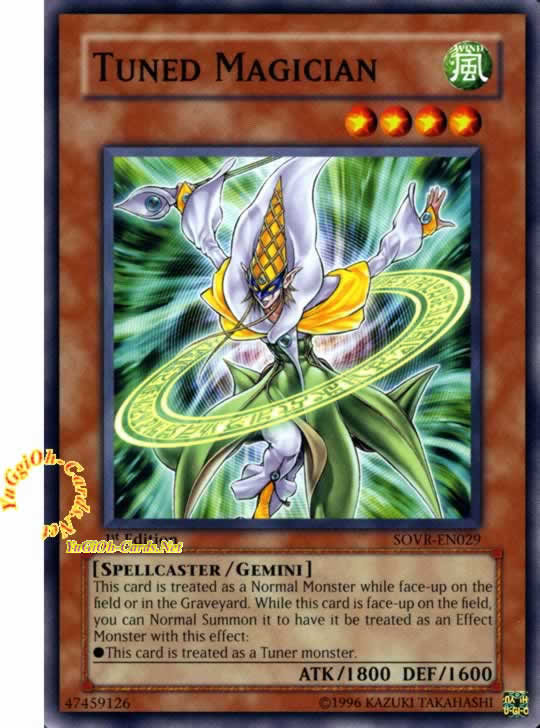 TUNED MAGICIAN
WIND
風
YuGgiOh-Cards.Net
YuGiOh-Cards.Net
1st Edition
SOVR-EN029
[SPELLCASTER/GEMINI]
This card is treated as a Normal Monster while face-up on the
field or in the Graveyard. While this card is face-up on the field,
you can Normal Summon it to have it be treated as an Effect
Monster with this effect:
●This card is treated as a Tuner monster.
ATK/1800 DEF/1600
47459126
©1996 KAZUKI TAKAHASHI